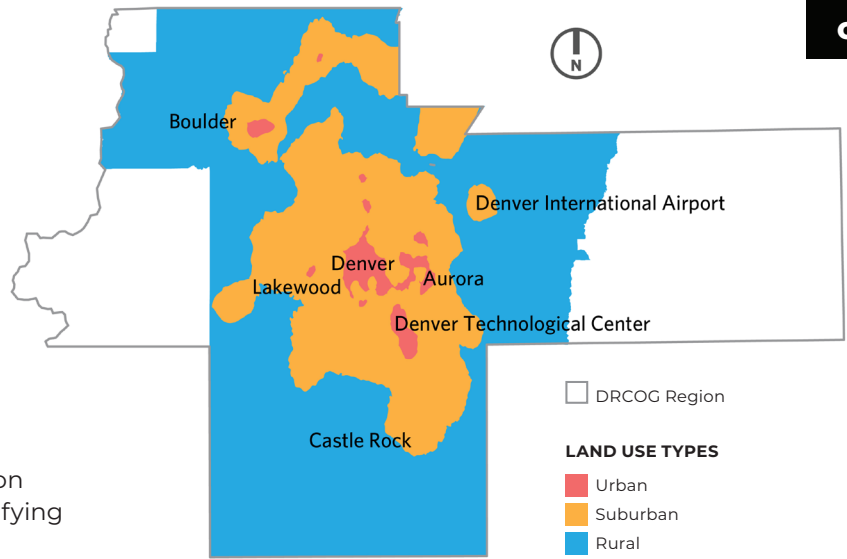 N
Boulder
Denver International Airport
Denver
Lakewood
Aurora
Denver Technological Center
DRCOG Region
Castle Rock
LAND USE TYPES
Urban
Suburban
Rural